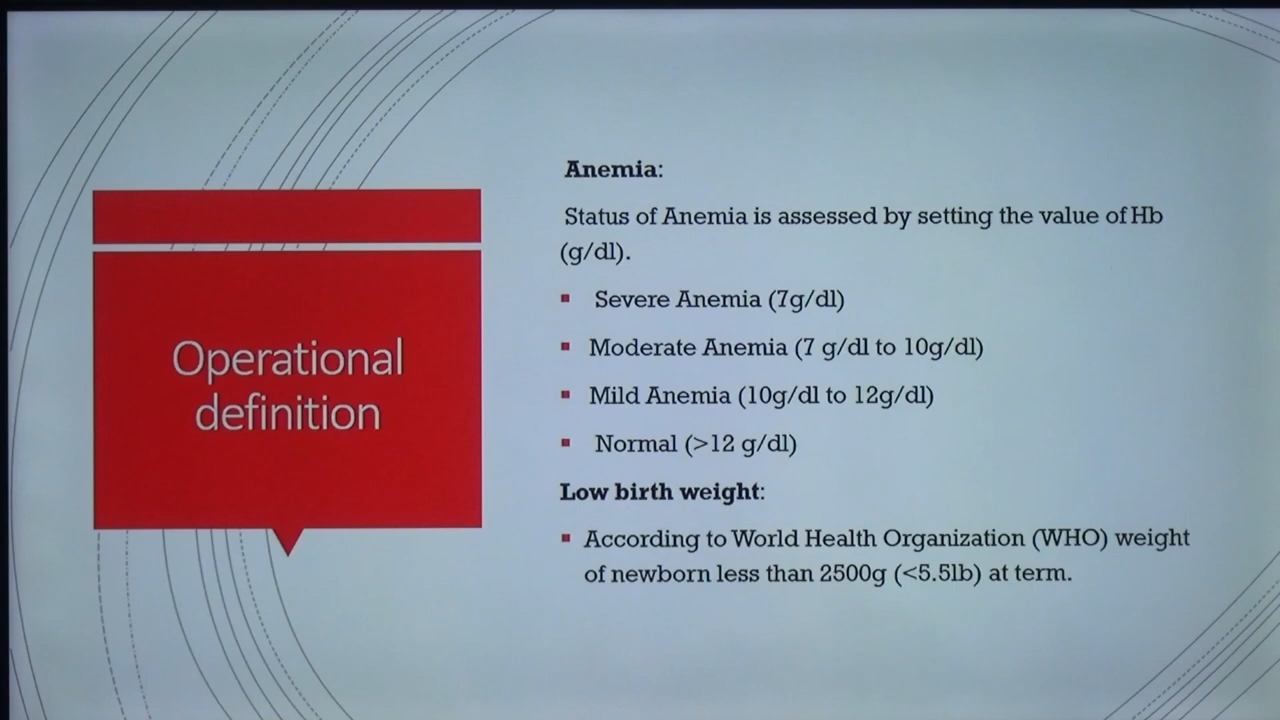 Operational
definition
Anemia:
Status of Anemia is assessed by setting the value of Hb
(g/dl).
▪ Severe Anemia (7g/dl)
▪ Moderate Anemia (7 g/dl to 10g/dl)
▪ Mild Anemia (10g/dl to 12g/dl)
▪ Normal (>12 g/dl)
Low birth weight:
▪ According to World Health Organization (WHO) weight
of newborn less than 2500g (<5.5lb) at term.